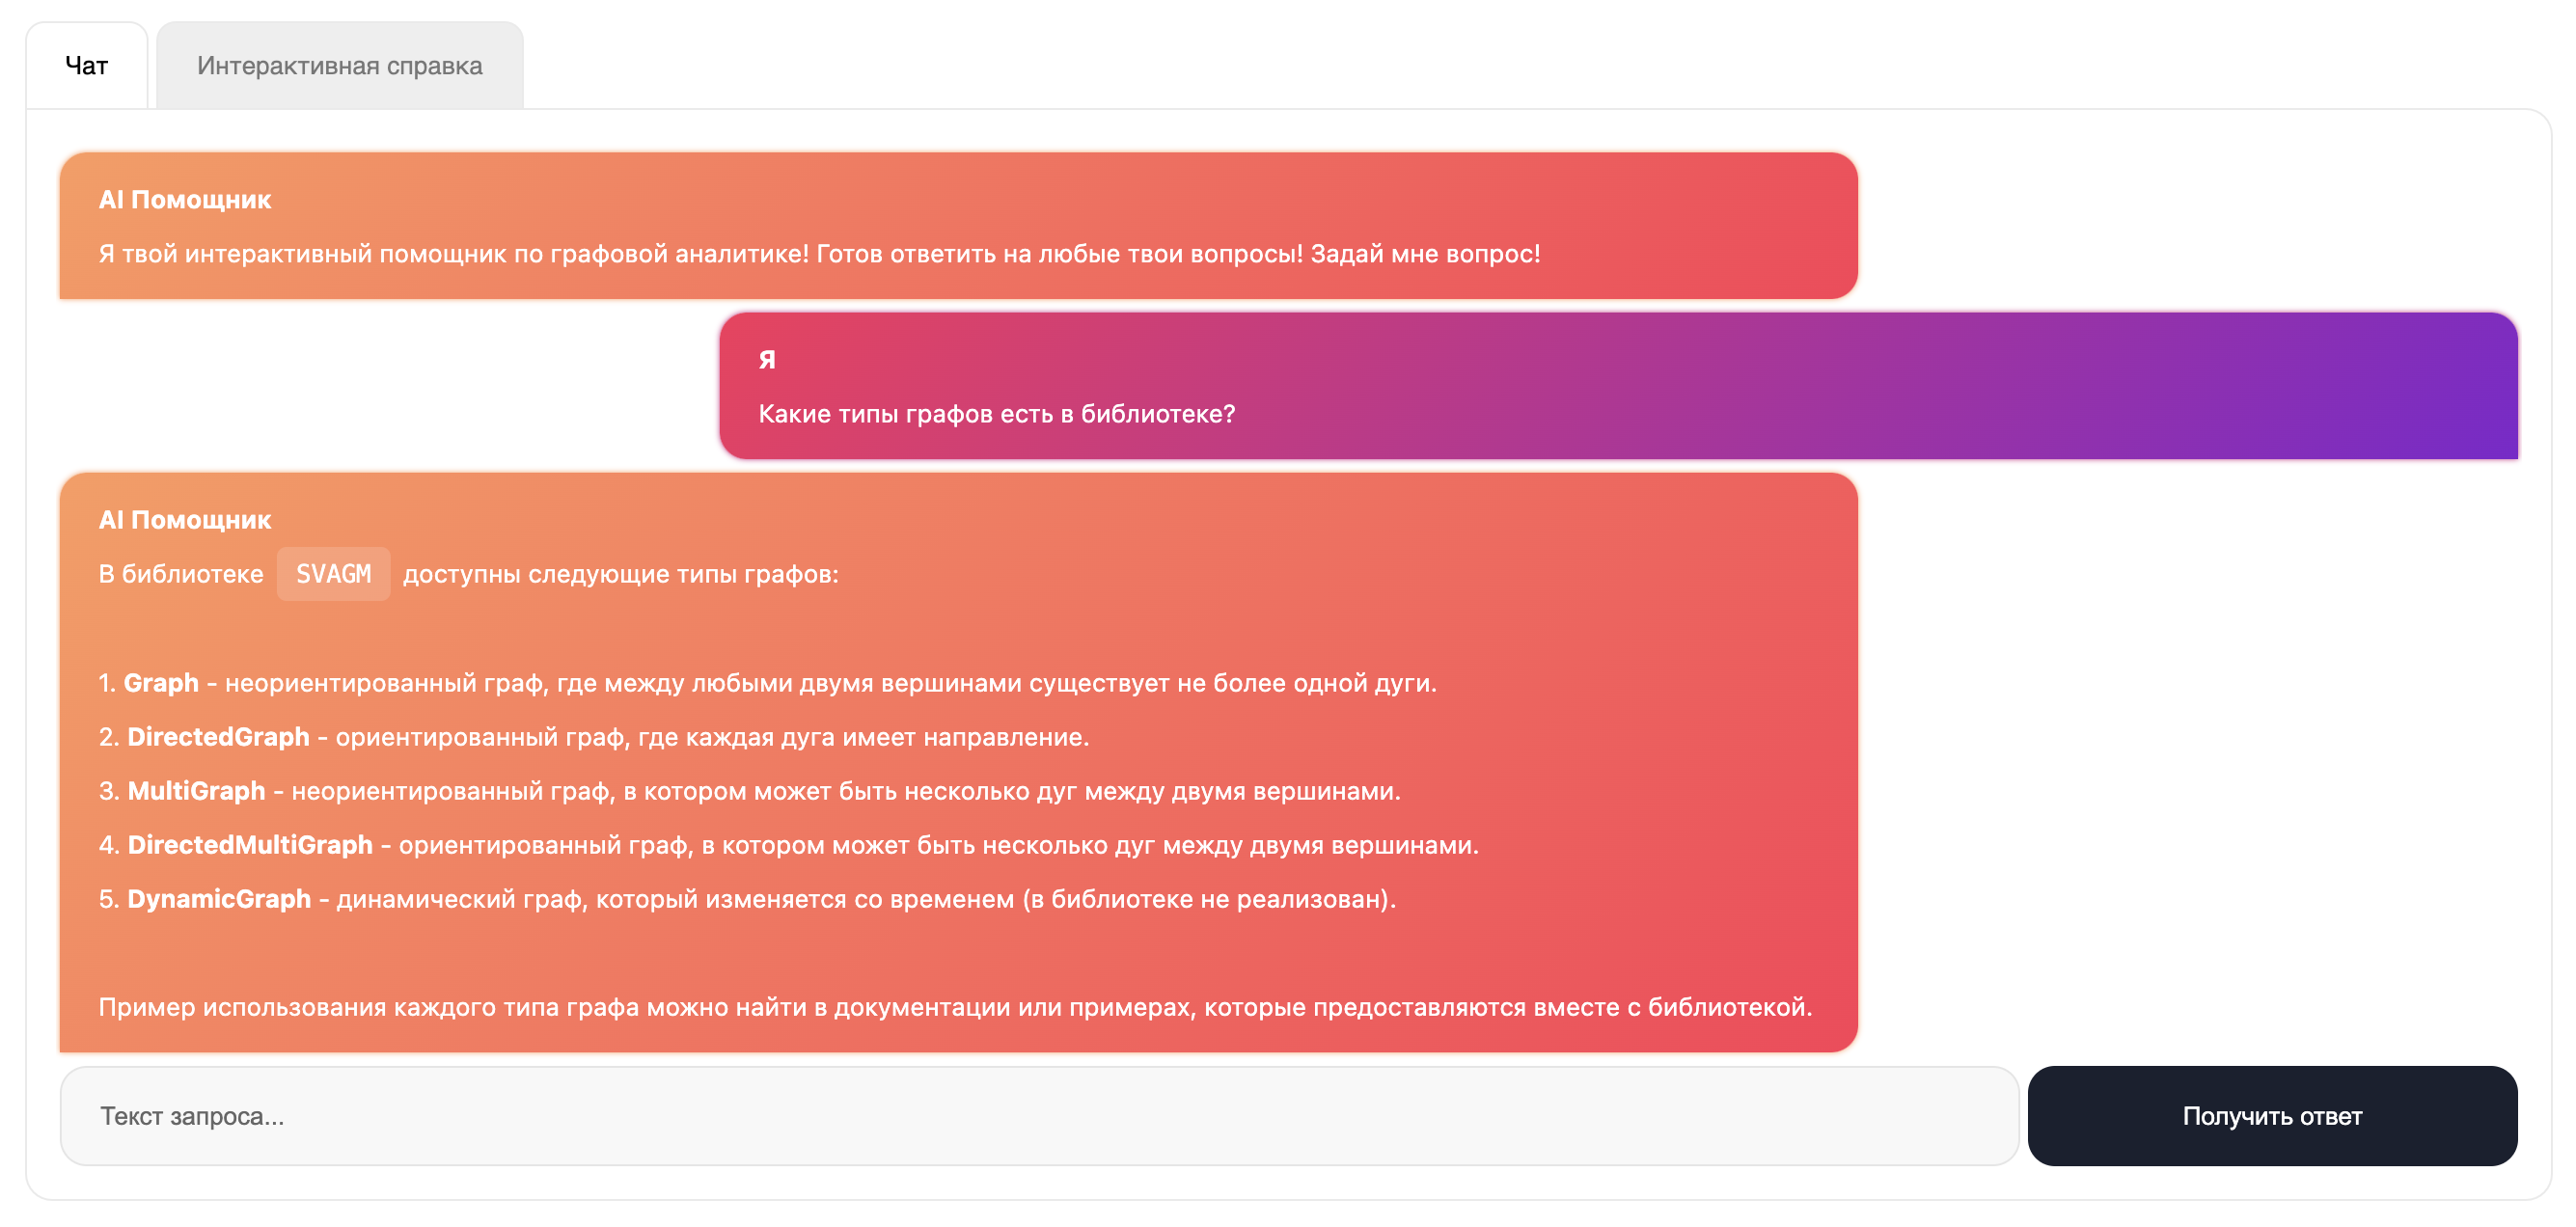 Чат
Интерактивная справка
AI Помощник
Я твой интерактивный помощник по графовой аналитике! Готов ответить на любые твои вопросы! Задай мне вопрос!
Я
Какие типы графов есть в библиотеке?
AI Помощник
В библиотеке SVAGM доступны следующие типы графов:
1. Graph - неориентированный граф, где между любыми двумя вершинами существует не более одной дуги.
2. DirectedGraph - ориентированный граф, где каждая дуга имеет направление.
3. MultiGraph - неориентированный граф, в котором может быть несколько дуг между двумя вершинами.
4. DirectedMultiGraph - ориентированный граф, в котором может быть несколько дуг между двумя вершинами.
5. DynamicGraph - динамический граф, который изменяется со временем (в библиотеке не реализован).
Пример использования каждого типа графа можно найти в документации или примерах, которые предоставляются вместе с библиотекой.
Текст запроса...
Получить ответ